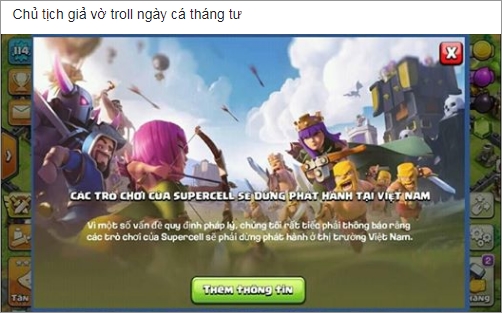 Chủ tịch giả vờ troll ngày cá tháng tư
114
X
CÁC TRÒ CHƠI CỦA SUPERCELL SẼ DỪNG PHÁT HÀNH TẠI VIỆT NAM
Vì một số vấn đề quy định pháp lý, chúng tôi rất tiếc phải thông báo rằng
các trò chơi của Supercell sẽ phải dừng phát hành ở thị trường Việt Nam.
Thêm thông tin